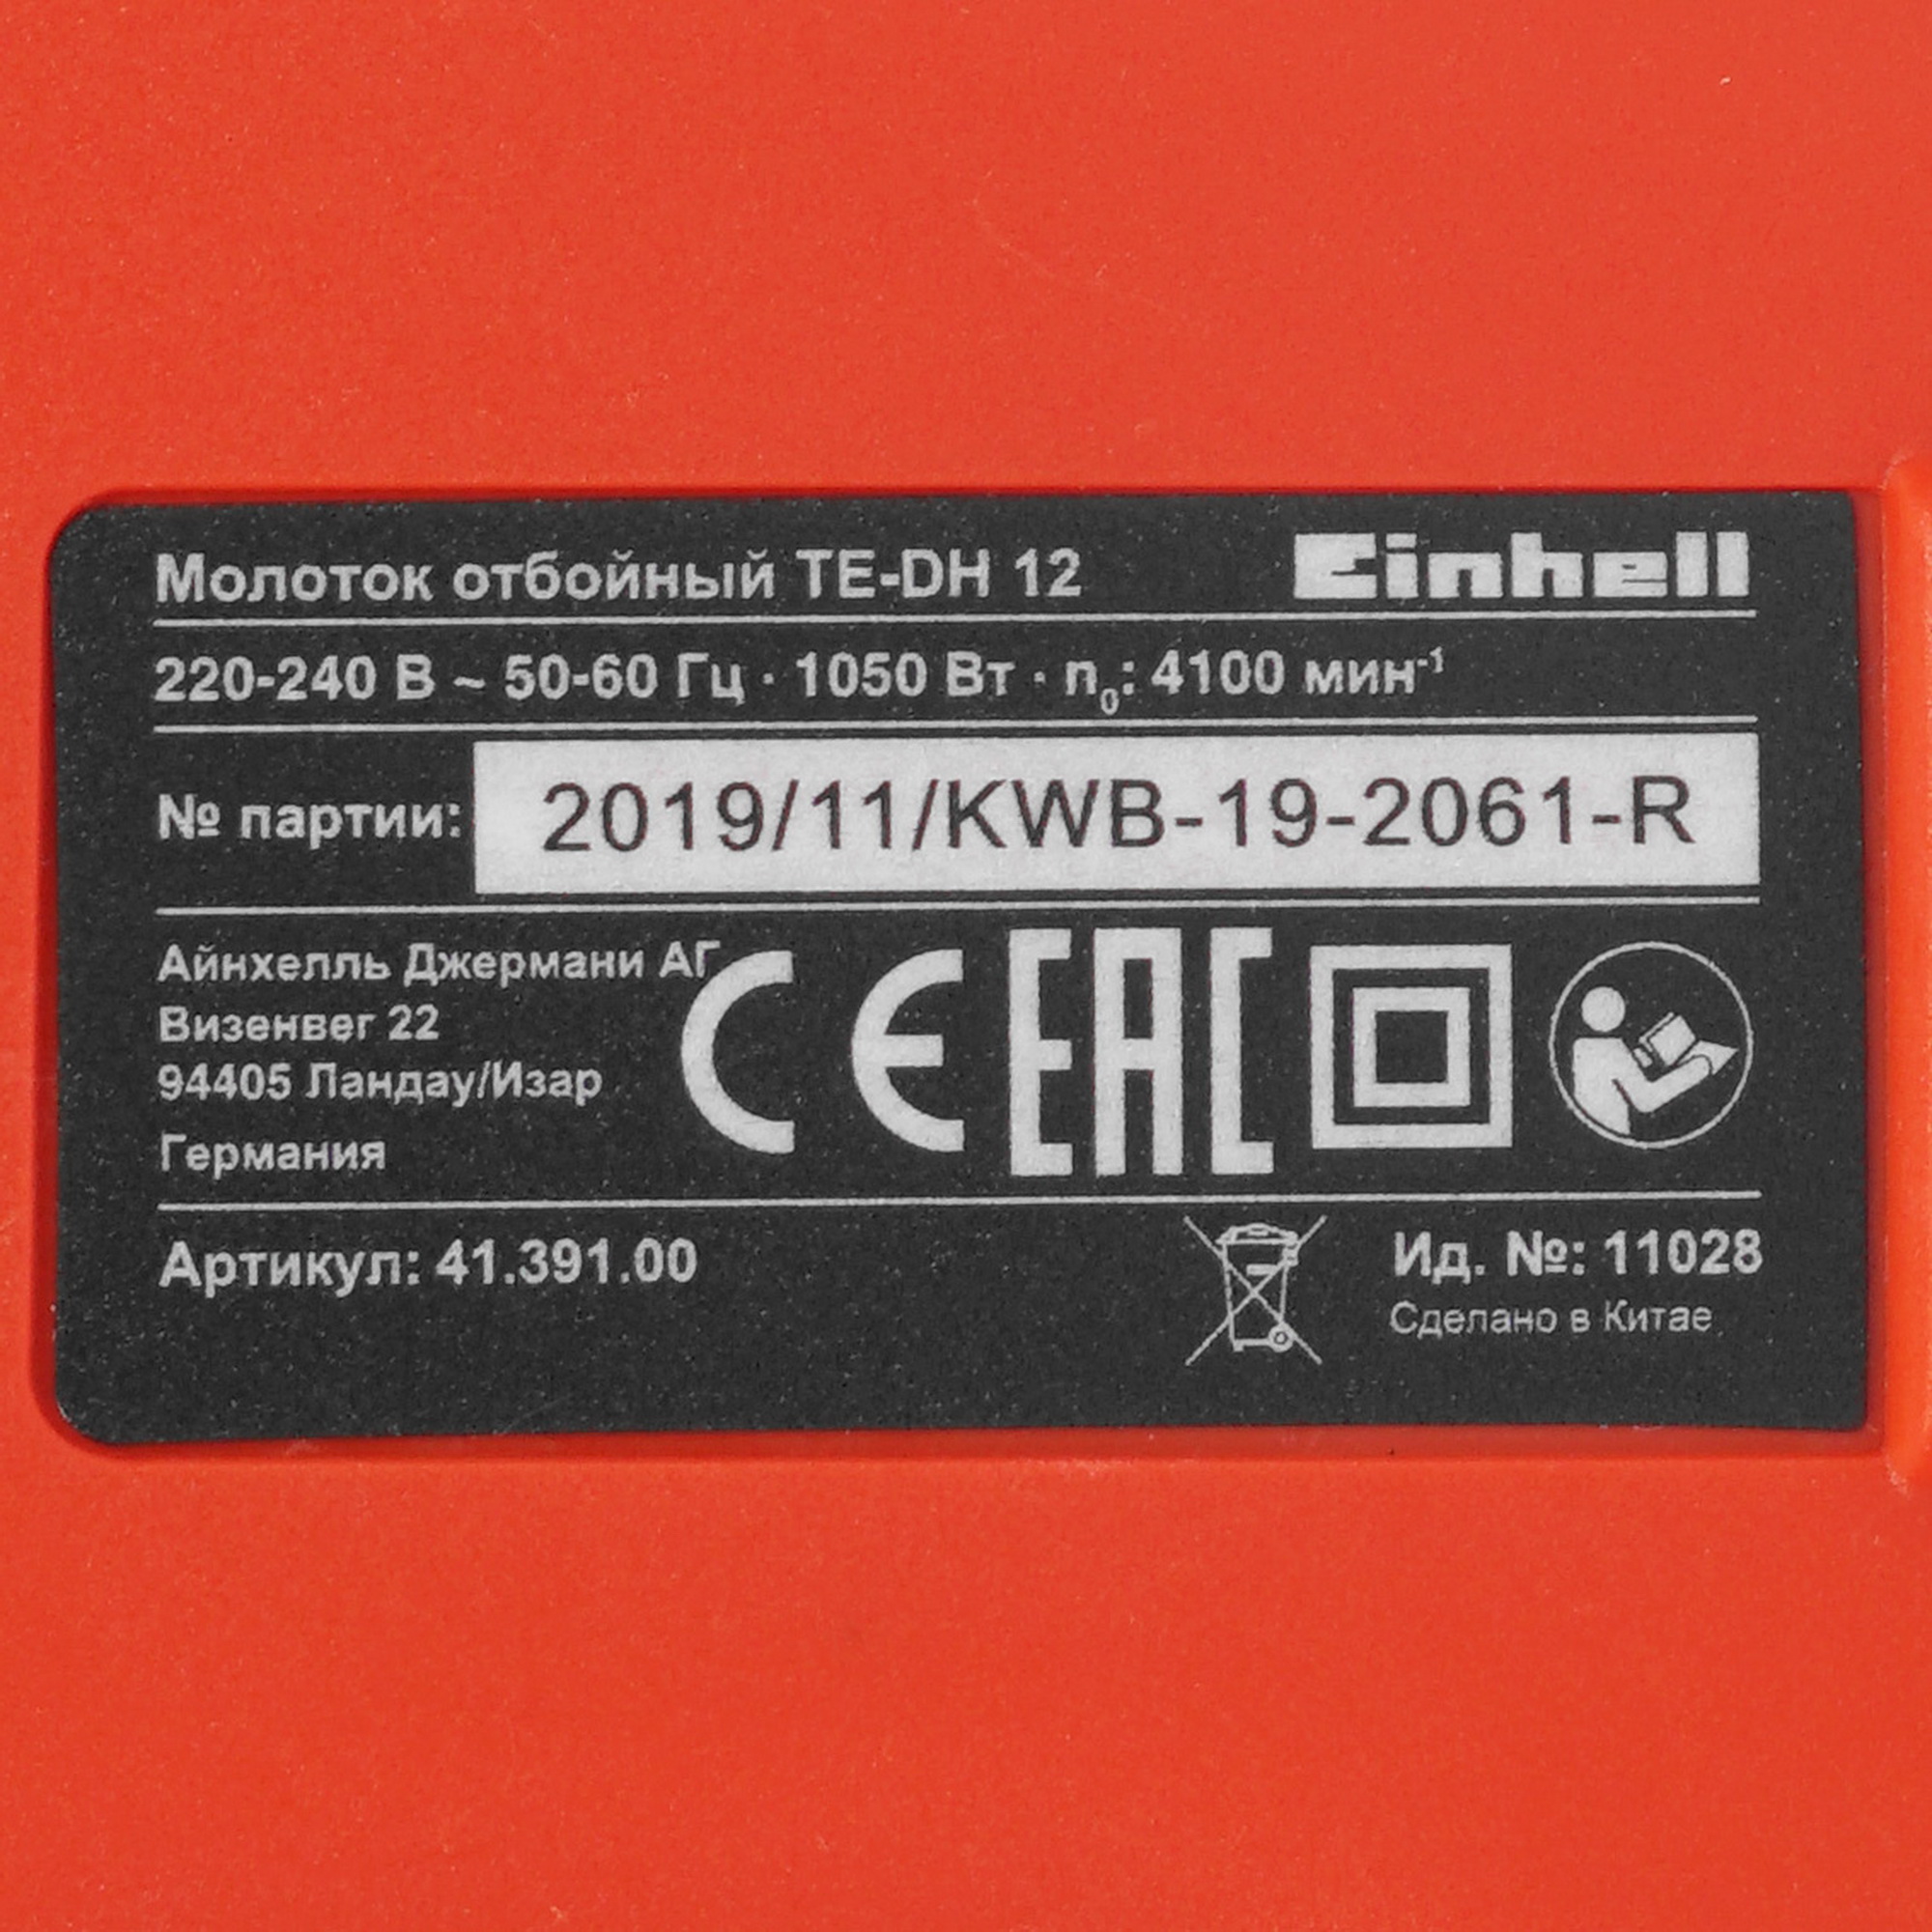 Молоток отбойный TE-DH 12
Einhell
220-240 В ~ 50-60 Гц · 1050 Вт · n₀: 4100 мин⁻¹
№ партии: 2019/11/KWB-19-2061-R
Айнхелль Джермани АГ
Визенвег 22
94405 Ландау/Изар
Германия
CE EAC
Артикул: 41.391.00
Ид. №: 11028
Сделано в Китае